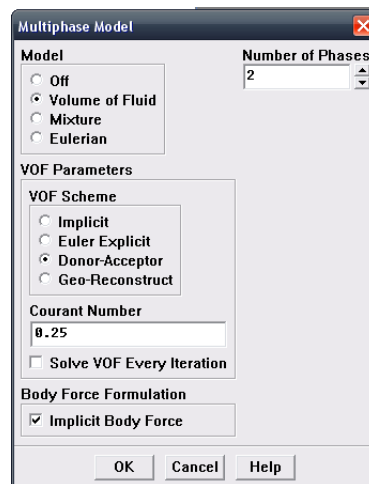 Multiphase Model
Model
Off
Volume of Fluid
Mixture
Eulerian
Number of Phases
2
VOF Parameters
VOF Scheme
Implicit
Euler Explicit
Donor-Acceptor
Geo-Reconstruct
Courant Number
0.25
Solve VOF Every Iteration
Body Force Formulation
Implicit Body Force
OK Cancel Help